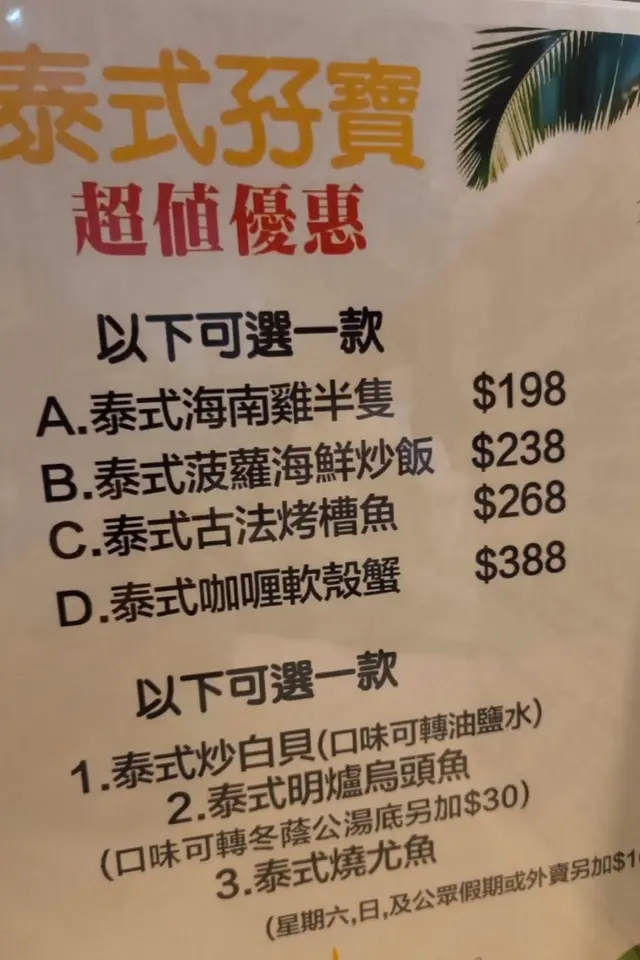 泰式孖寶
超值優惠
以下可選一款
A.泰式海南雞半隻 $198
B.泰式菠蘿海鮮炒飯 $238
C.泰式古法烤槽魚 $268
D.泰式咖喱軟殼蟹 $388
以下可選一款
1.泰式炒白貝(口味可轉油鹽水)
2.泰式明爐烏頭魚
(口味可轉冬蔭公湯底另加$30)
3.泰式燒尤魚
(星期六,日,及公眾假期或外賣另加$1